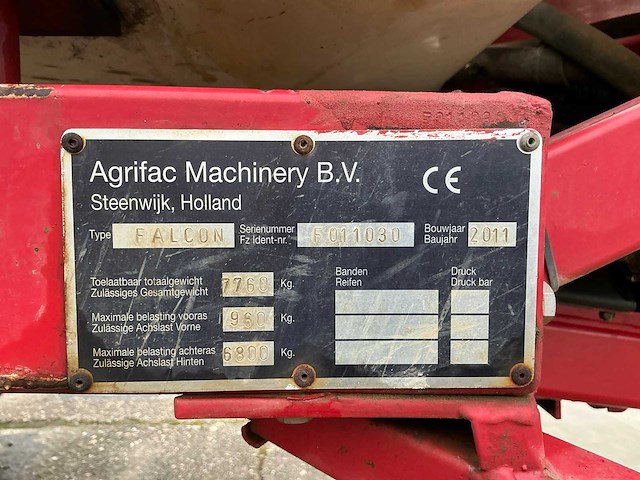 Agrifac Machinery B.V.
CE
Steenwijk, Holland
Type FALCON Serienummer Fz Ident-nr. F011030 Bouwjaar Baujahr 2011
Toelaatbaar totaalgewicht
Zulässiges Gesamtgewicht 7760 Kg.
Maximale belasting vooras
Zulässige Achslast Vorne 960 Kg.
Maximale belasting achteras
Zulässige Achslast Hinten 6800 Kg.
Banden
Reifen
Druck
Druck bar